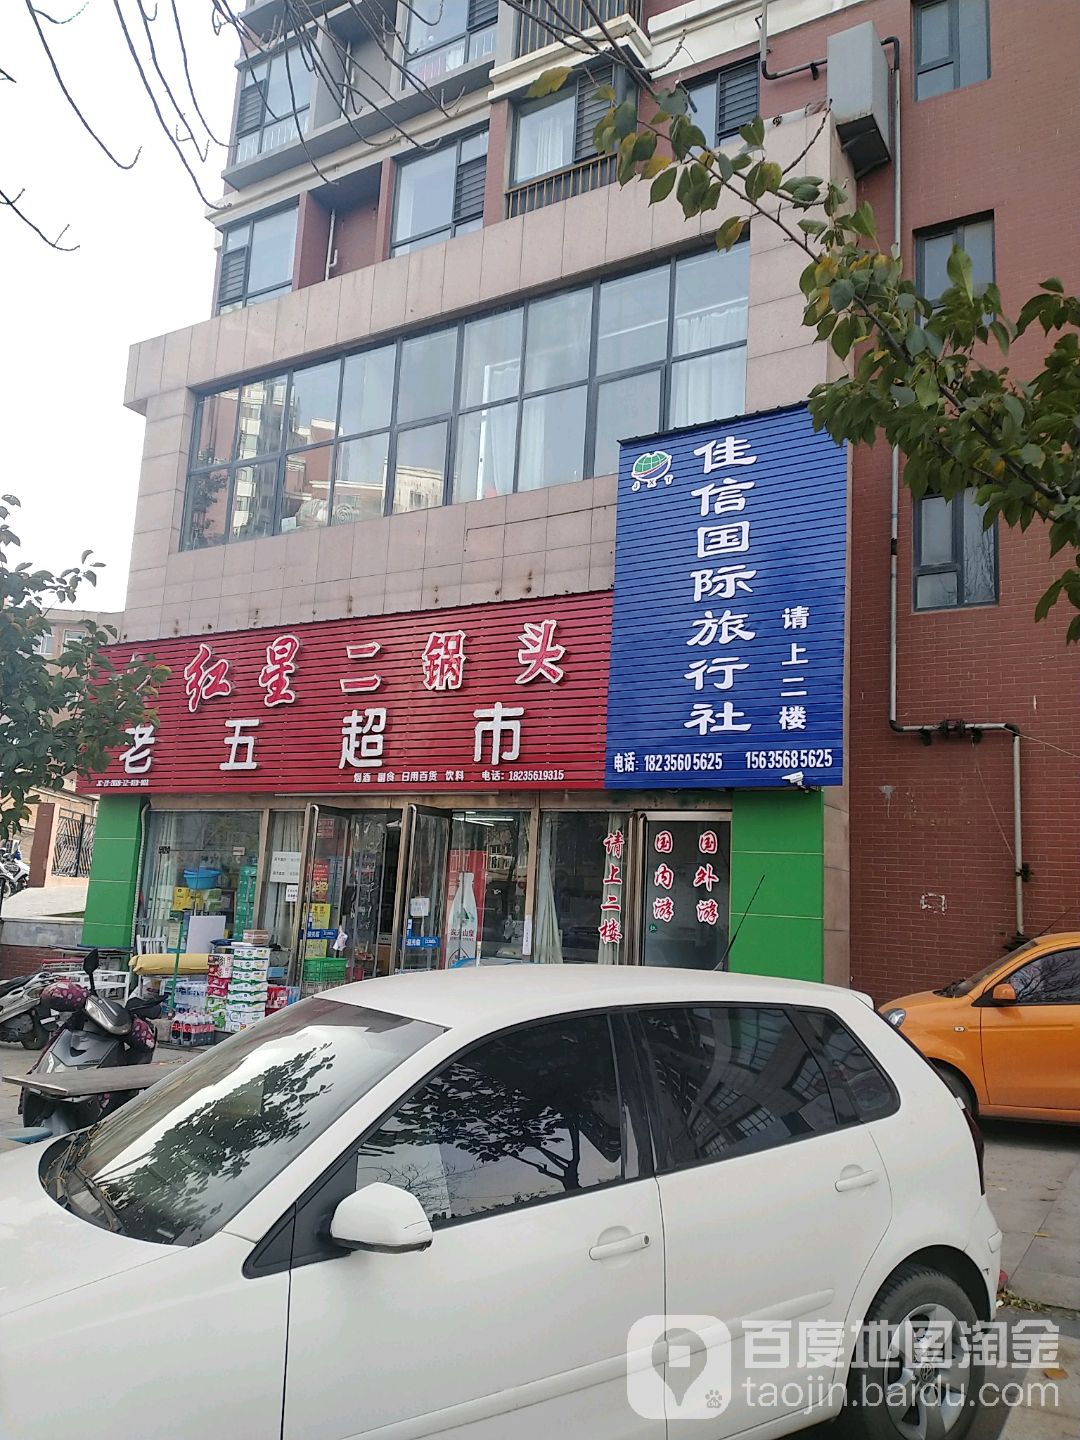 佳信国际旅行社
请上二楼
JXT
电话：18235605625 15635685625
红星二锅头
老五超市
烟酒 副食 日用百货 饮料 电话：18235619315
请上二楼
国内游
国外游
百度地图淘金
taojin.baidu.com